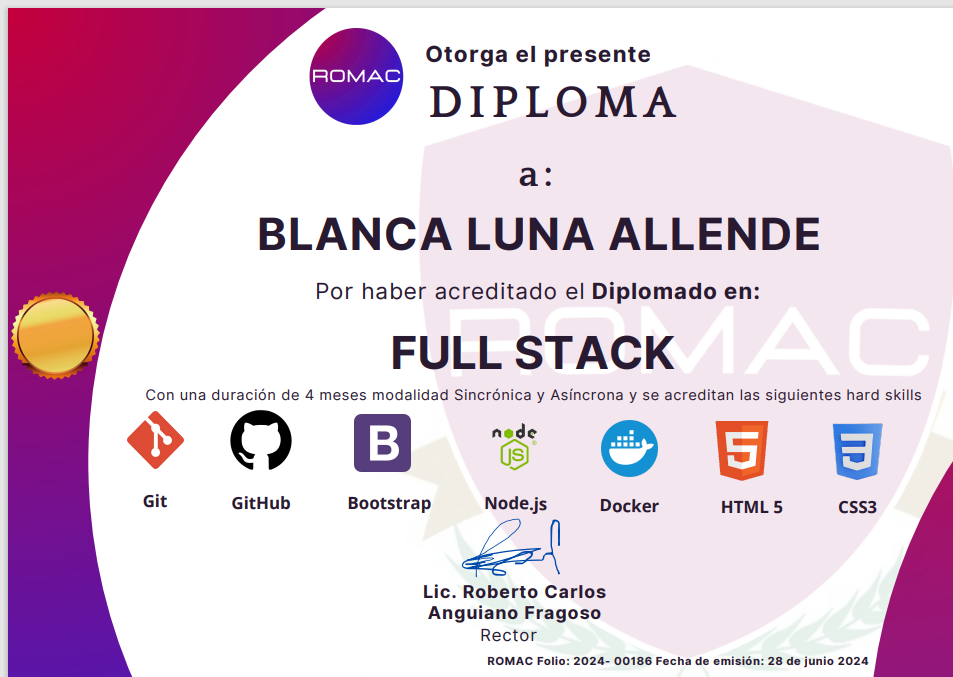 ROMAC
Otorga el presente
DIPLOMA
a:
BLANCA LUNA ALLENDE
Por haber acreditado el Diplomado en:
ROMAC
FULL STACK
Con una duración de 4 meses modalidad Sincrónica y Asíncrona y se acreditan las siguientes hard skills
B
node
JS
5
3
Git
GitHub
Bootstrap
Node.js
Docker
HTML 5
CSS3
Lic. Roberto Carlos
Anguiano Fragoso
Rector
ROMAC Folio: 2024- 00186 Fecha de emisión: 28 de junio 2024